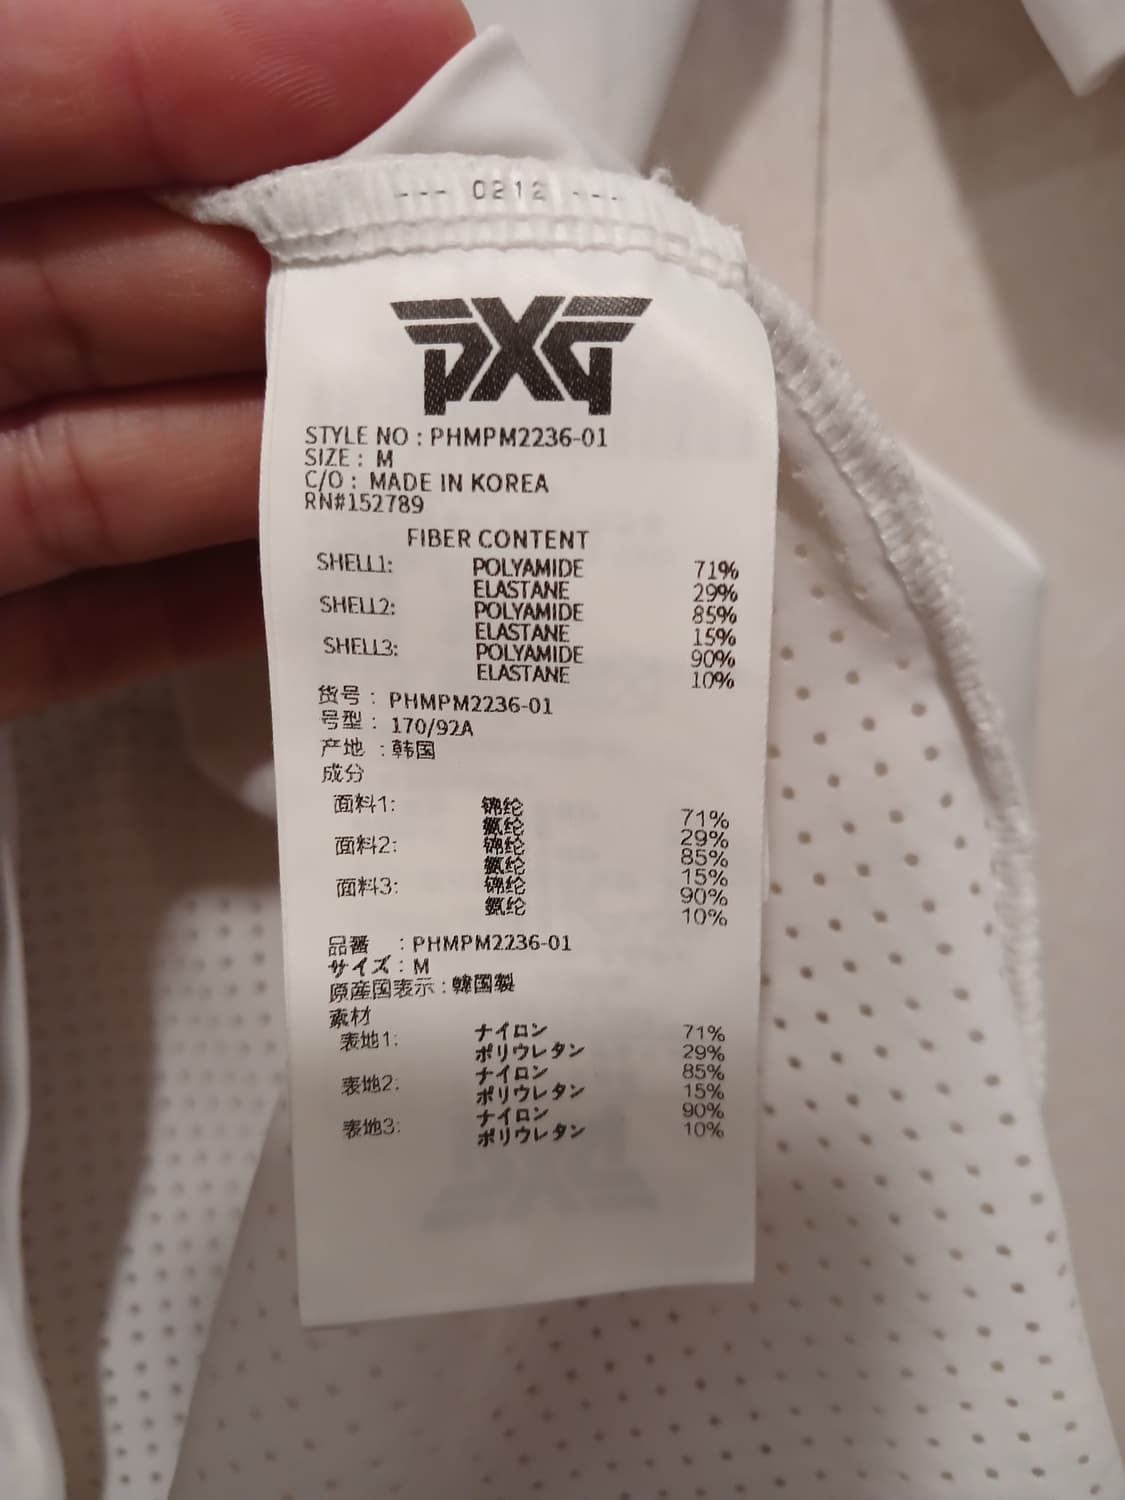 --- 0212 ---
PXG
STYLE NO : PHMPM2236-01
SIZE : M
C/O : MADE IN KOREA
RN#152789
FIBER CONTENT
SHELL1: POLYAMIDE 71%
ELASTANE 29%
SHELL2: POLYAMIDE 85%
ELASTANE 15%
SHELL3: POLYAMIDE 90%
ELASTANE 10%
货号 : PHMPM2236-01
号型 : 170/92A
产地 : 韩国
成分
面料1: 锦纶 71%
氨纶 29%
面料2: 锦纶 85%
氨纶 15%
面料3: 锦纶 90%
氨纶 10%
品番 : PHMPM2236-01
サイズ : M
原産国表示 : 韓国製
素材
表地1: ナイロン 71%
ポリウレタン 29%
表地2: ナイロン 85%
ポリウレタン 15%
表地3: ナイロン 90%
ポリウレタン 10%